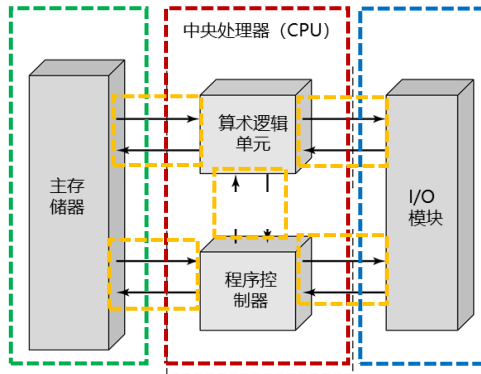 中央处理器（CPU）
算术逻辑
单元
主存
储器
I/O
模块
程序控
制器